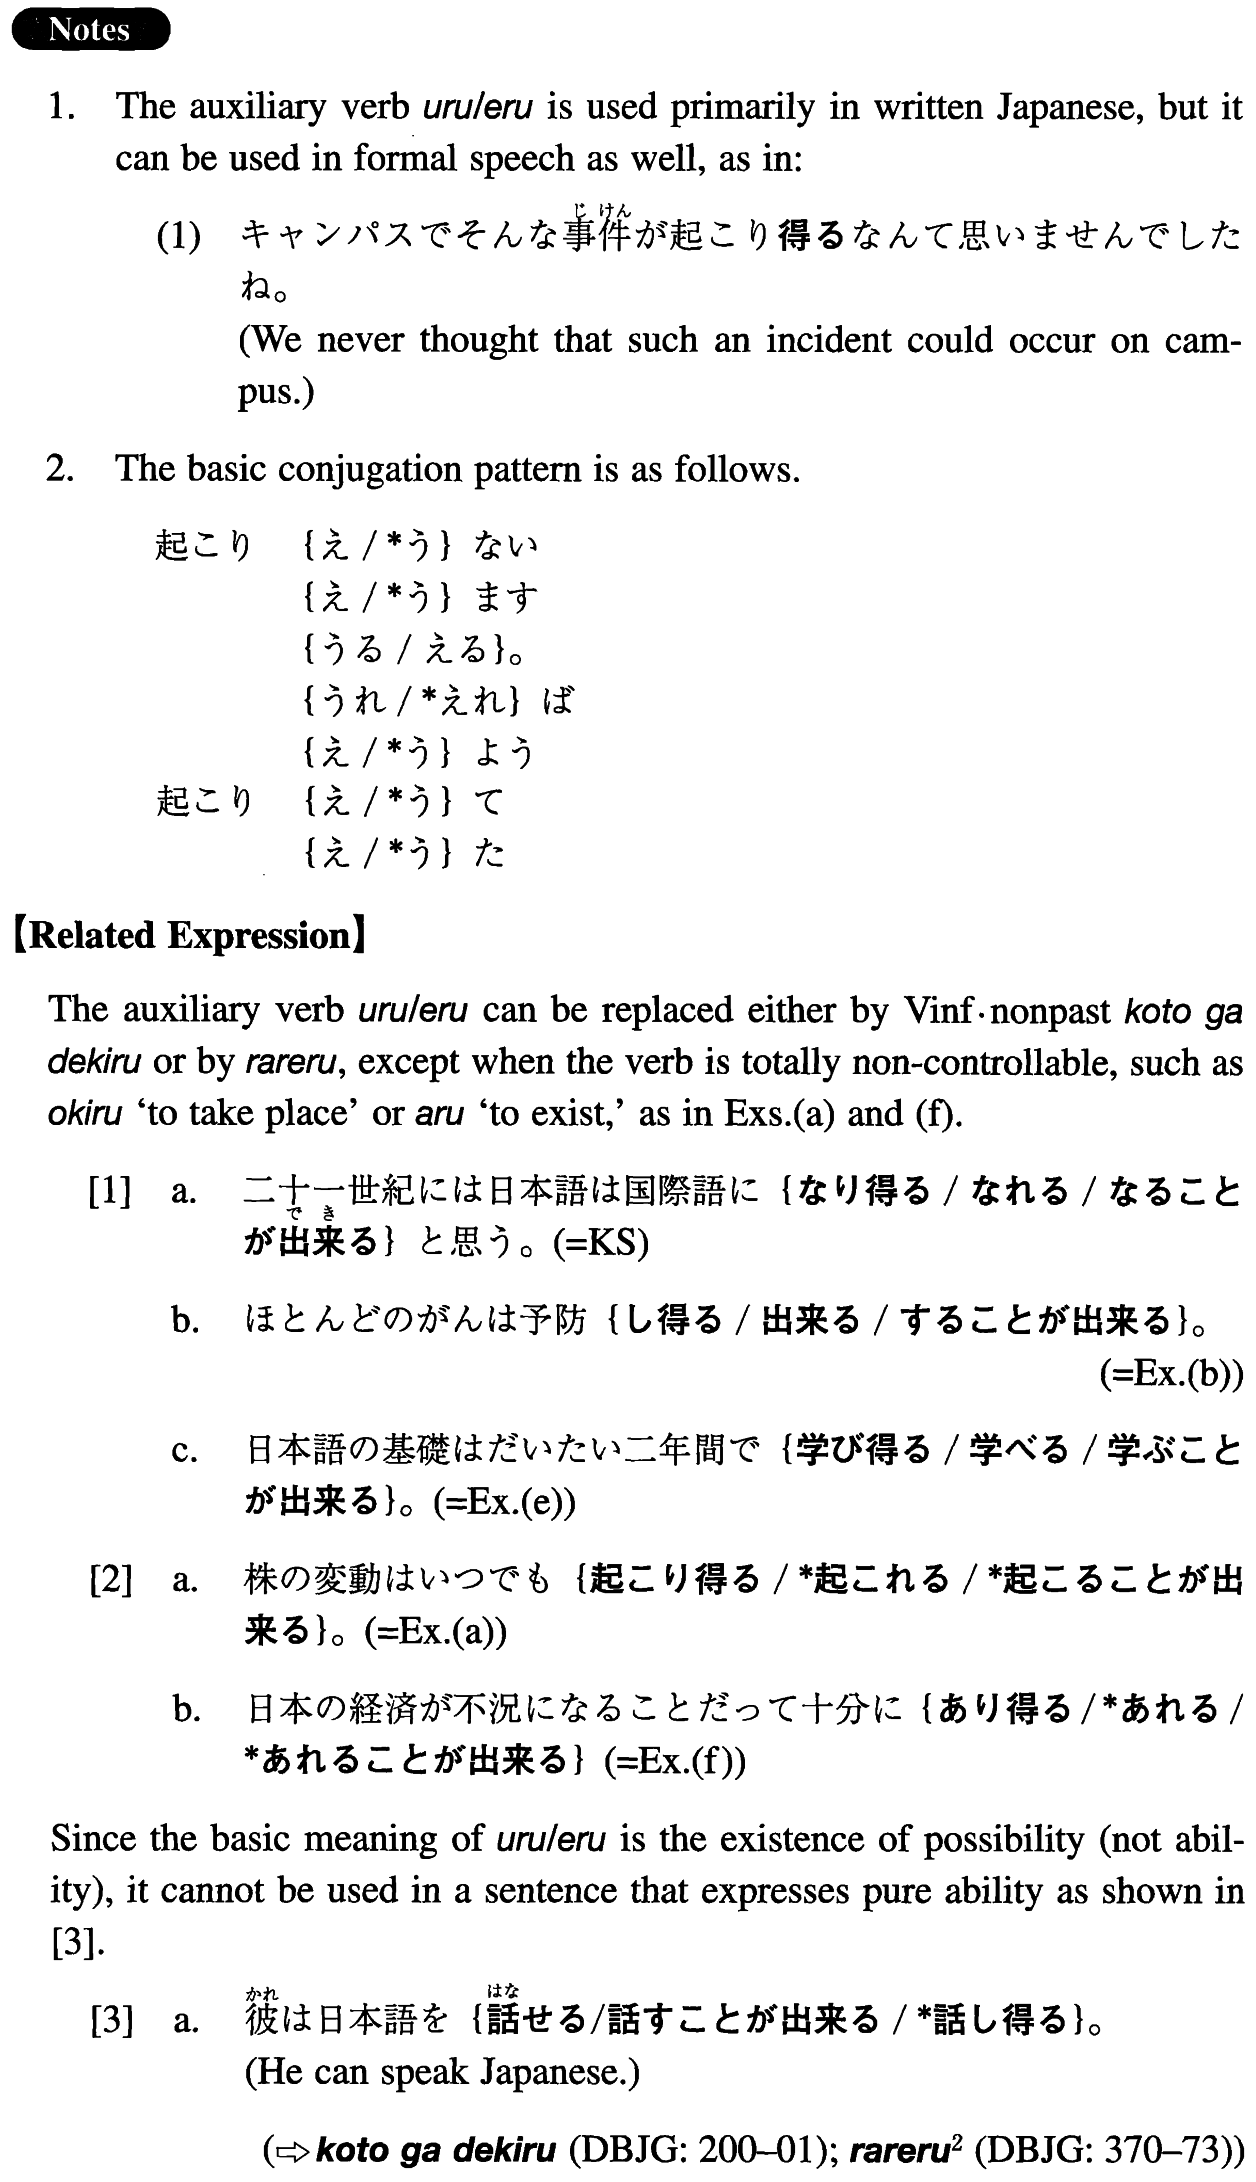 Notes
1. The auxiliary verb uru/eru is used primarily in written Japanese, but it
can be used in formal speech as well, as in:
じ けん
(1) キャンパスでそんな事件が起こり得るなんて思いませんでした
ね。
(We never thought that such an incident could occur on cam-
pus.)
2. The basic conjugation pattern is as follows.
起こり {え / *う} ない
{え / *う} ます
{うる / える}。
{うれ / *えれ} ば
{え / *う} よう
起こり {え / *う} て
{え / *う} た
【Related Expression】
The auxiliary verb uru/eru can be replaced either by Vinf·nonpast koto ga
dekiru or by rareru, except when the verb is totally non-controllable, such as
okiru ‘to take place’ or aru ‘to exist,’ as in Exs.(a) and (f).
[1] a. 二十一世紀には日本語は国際語に {なり得る / なれる / なること
で き
が出来る} と思う。(=KS)
b. ほとんどのがんは予防 {し得る / 出来る / することが出来る}。
(=Ex.(b))
c. 日本語の基礎はだいたい二年間で {学び得る / 学べる / 学ぶこと
が出来る}。(=Ex.(e))
[2] a. 株の変動はいつでも {起こり得る / *起これる / *起こることが出
来る}。(=Ex.(a))
b. 日本の経済が不況になることだって十分に {あり得る / *あれる /
*あれることが出来る} (=Ex.(f))
Since the basic meaning of uru/eru is the existence of possibility (not abil-
ity), it cannot be used in a sentence that expresses pure ability as shown in
[3].
かれ はな
[3] a. 彼は日本語を {話せる/話すことが出来る / *話し得る}。
(He can speak Japanese.)
(⇨koto ga dekiru (DBJG: 200–01); rareru² (DBJG: 370–73))